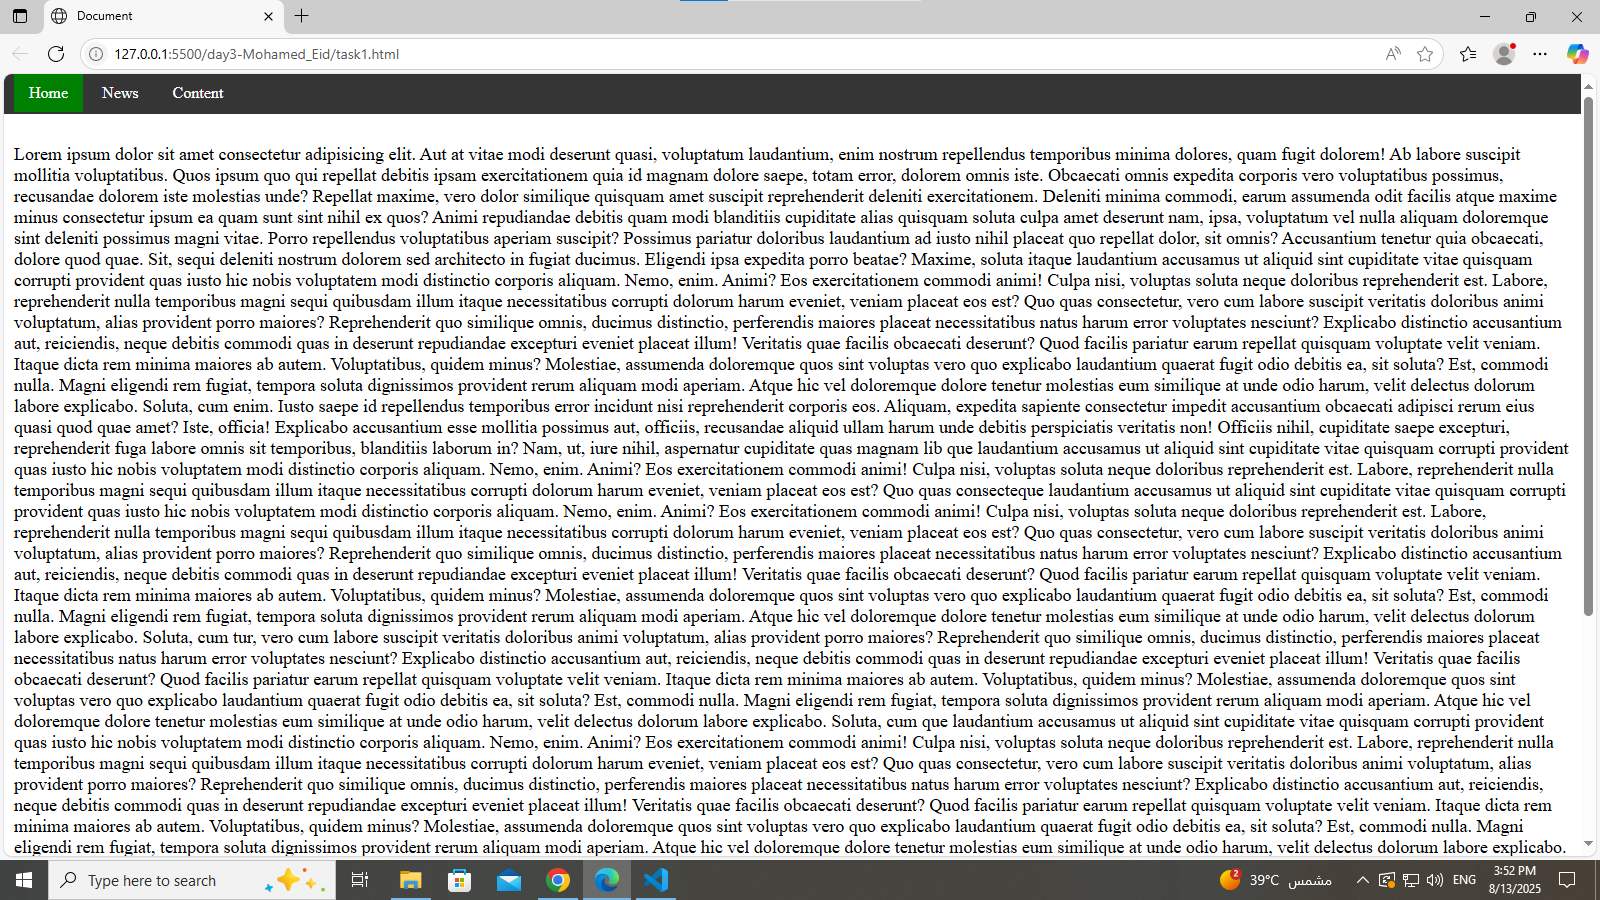 Document
127.0.0.1:5500/day3-Mohamed_Eid/task1.html
Home News Content
Lorem ipsum dolor sit amet consectetur adipisicing elit. Aut at vitae modi deserunt quasi, voluptatum laudantium, enim nostrum repellendus temporibus minima dolores, quam fugit dolorem! Ab labore suscipit
mollitia voluptatibus. Quos ipsum quo qui repellat debitis ipsam exercitationem quia id magnam dolore saepe, totam error, dolorem omnis iste. Obcaecati omnis expedita corporis vero voluptatibus possimus,
recusandae dolorem iste molestias unde? Repellat maxime, vero dolor similique quisquam amet suscipit reprehenderit deleniti exercitationem. Deleniti minima commodi, earum assumenda odit facilis atque maxime
minus consectetur ipsum ea quam sunt sint nihil ex quos? Animi repudiandae debitis quam modi blanditiis cupiditate alias quisquam soluta culpa amet deserunt nam, ipsa, voluptatum vel nulla aliquam doloremque
sint deleniti possimus magni vitae. Porro repellendus voluptatibus aperiam suscipit? Possimus pariatur doloribus laudantium ad iusto nihil placeat quo repellat dolor, sit omnis? Accusantium tenetur quia obcaecati,
dolore quod quae. Sit, sequi deleniti nostrum dolorem sed architecto in fugiat ducimus. Eligendi ipsa expedita porro beatae? Maxime, soluta itaque laudantium accusamus ut aliquid sint cupiditate vitae quisquam
corrupti provident quas iusto hic nobis voluptatem modi distinctio corporis aliquam. Nemo, enim. Animi? Eos exercitationem commodi animi! Culpa nisi, voluptas soluta neque doloribus reprehenderit est. Labore,
reprehenderit nulla temporibus magni sequi quibusdam illum itaque necessitatibus corrupti dolorum harum eveniet, veniam placeat eos est? Quo quas consectetur, vero cum labore suscipit veritatis doloribus animi
voluptatum, alias provident porro maiores? Reprehenderit quo similique omnis, ducimus distinctio, perferendis maiores placeat necessitatibus natus harum error voluptates nesciunt? Explicabo distinctio accusantium
aut, reiciendis, neque debitis commodi quas in deserunt repudiandae excepturi eveniet placeat illum! Veritatis quae facilis obcaecati deserunt? Quod facilis pariatur earum repellat quisquam voluptate velit veniam.
Itaque dicta rem minima maiores ab autem. Voluptatibus, quidem minus? Molestiae, assumenda doloremque quos sint voluptas vero quo explicabo laudantium quaerat fugit odio debitis ea, sit soluta? Est, commodi
nulla. Magni eligendi rem fugiat, tempora soluta dignissimos provident rerum aliquam modi aperiam. Atque hic vel doloremque dolore tenetur molestias eum similique at unde odio harum, velit delectus dolorum
labore explicabo. Soluta, cum enim. Iusto saepe id repellendus temporibus error incidunt nisi reprehenderit corporis eos. Aliquam, expedita sapiente consectetur impedit accusantium obcaecati adipisci rerum eius
quasi quod quae amet? Iste, officia! Explicabo accusantium esse mollitia possimus aut, officiis, recusandae aliquid ullam harum unde debitis perspiciatis veritatis non! Officiis nihil, cupiditate saepe excepturi,
reprehenderit fuga labore omnis sit temporibus, blanditiis laborum in? Nam, ut, iure nihil, aspernatur cupiditate quas magnam lib que laudantium accusamus ut aliquid sint cupiditate vitae quisquam corrupti provident
quas iusto hic nobis voluptatem modi distinctio corporis aliquam. Nemo, enim. Animi? Eos exercitationem commodi animi! Culpa nisi, voluptas soluta neque doloribus reprehenderit est. Labore, reprehenderit nulla
temporibus magni sequi quibusdam illum itaque necessitatibus corrupti dolorum harum eveniet, veniam placeat eos est? Quo quas consecteque laudantium accusamus ut aliquid sint cupiditate vitae quisquam corrupti
provident quas iusto hic nobis voluptatem modi distinctio corporis aliquam. Nemo, enim. Animi? Eos exercitationem commodi animi! Culpa nisi, voluptas soluta neque doloribus reprehenderit est. Labore,
reprehenderit nulla temporibus magni sequi quibusdam illum itaque necessitatibus corrupti dolorum harum eveniet, veniam placeat eos est? Quo quas consectetur, vero cum labore suscipit veritatis doloribus animi
voluptatum, alias provident porro maiores? Reprehenderit quo similique omnis, ducimus distinctio, perferendis maiores placeat necessitatibus natus harum error voluptates nesciunt? Explicabo distinctio accusantium
aut, reiciendis, neque debitis commodi quas in deserunt repudiandae excepturi eveniet placeat illum! Veritatis quae facilis obcaecati deserunt? Quod facilis pariatur earum repellat quisquam voluptate velit veniam.
Itaque dicta rem minima maiores ab autem. Voluptatibus, quidem minus? Molestiae, assumenda doloremque quos sint voluptas vero quo explicabo laudantium quaerat fugit odio debitis ea, sit soluta? Est, commodi
nulla. Magni eligendi rem fugiat, tempora soluta dignissimos provident rerum aliquam modi aperiam. Atque hic vel doloremque dolore tenetur molestias eum similique at unde odio harum, velit delectus dolorum
labore explicabo. Soluta, cum tur, vero cum labore suscipit veritatis doloribus animi voluptatum, alias provident porro maiores? Reprehenderit quo similique omnis, ducimus distinctio, perferendis maiores placeat
necessitatibus natus harum error voluptates nesciunt? Explicabo distinctio accusantium aut, reiciendis, neque debitis commodi quas in deserunt repudiandae excepturi eveniet placeat illum! Veritatis quae facilis
obcaecati deserunt? Quod facilis pariatur earum repellat quisquam voluptate velit veniam. Itaque dicta rem minima maiores ab autem. Voluptatibus, quidem minus? Molestiae, assumenda doloremque quos sint
voluptas vero quo explicabo laudantium quaerat fugit odio debitis ea, sit soluta? Est, commodi nulla. Magni eligendi rem fugiat, tempora soluta dignissimos provident rerum aliquam modi aperiam. Atque hic vel
doloremque dolore tenetur molestias eum similique at unde odio harum, velit delectus dolorum labore explicabo. Soluta, cum que laudantium accusamus ut aliquid sint cupiditate vitae quisquam corrupti provident
quas iusto hic nobis voluptatem modi distinctio corporis aliquam. Nemo, enim. Animi? Eos exercitationem commodi animi! Culpa nisi, voluptas soluta neque doloribus reprehenderit est. Labore, reprehenderit nulla
temporibus magni sequi quibusdam illum itaque necessitatibus corrupti dolorum harum eveniet, veniam placeat eos est? Quo quas consectetur, vero cum labore suscipit veritatis doloribus animi voluptatum, alias
provident porro maiores? Reprehenderit quo similique omnis, ducimus distinctio, perferendis maiores placeat necessitatibus natus harum error voluptates nesciunt? Explicabo distinctio accusantium aut, reiciendis,
neque debitis commodi quas in deserunt repudiandae excepturi eveniet placeat illum! Veritatis quae facilis obcaecati deserunt? Quod facilis pariatur earum repellat quisquam voluptate velit veniam. Itaque dicta rem
minima maiores ab autem. Voluptatibus, quidem minus? Molestiae, assumenda doloremque quos sint voluptas vero quo explicabo laudantium quaerat fugit odio debitis ea, sit soluta? Est, commodi nulla. Magni
eligendi rem fugiat, tempora soluta dignissimos provident rerum aliquam modi aperiam. Atque hic vel doloremque dolore tenetur molestias eum similique at unde odio harum, velit delectus dolorum labore explicabo.
Type here to search
2
39°C مشمس
ENG
3:52 PM
8/13/2025